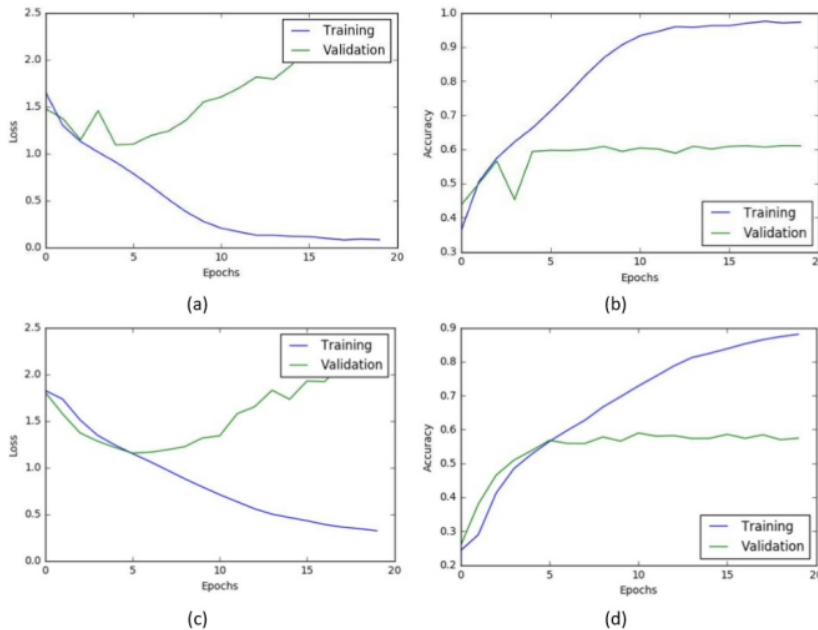 2.5
Training
Validation
2.0
1.5
Loss
1.0
0.5
0.0
0 5 10 15 20
Epochs
(a)
1.0
0.9
0.8
0.7
Accuracy
0.6
0.5
Training
0.4
Validation
0.3
0 5 10 15 20
Epochs
(b)
2.5
Training
Validation
2.0
1.5
Loss
1.0
0.5
0.0
0 5 10 15 20
Epochs
(c)
0.9
0.8
0.7
0.6
Accuracy
0.5
0.4
Training
0.3
Validation
0.2
0 5 10 15 20
Epochs
(d)